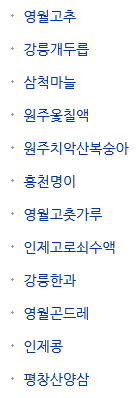 영월고추
강릉개두릅
삼척마늘
원주옻칠액
원주치악산복숭아
홍천명이
영월고춧가루
인제고로쇠수액
강릉한과
영월곤드레
인제콩
평창산양삼